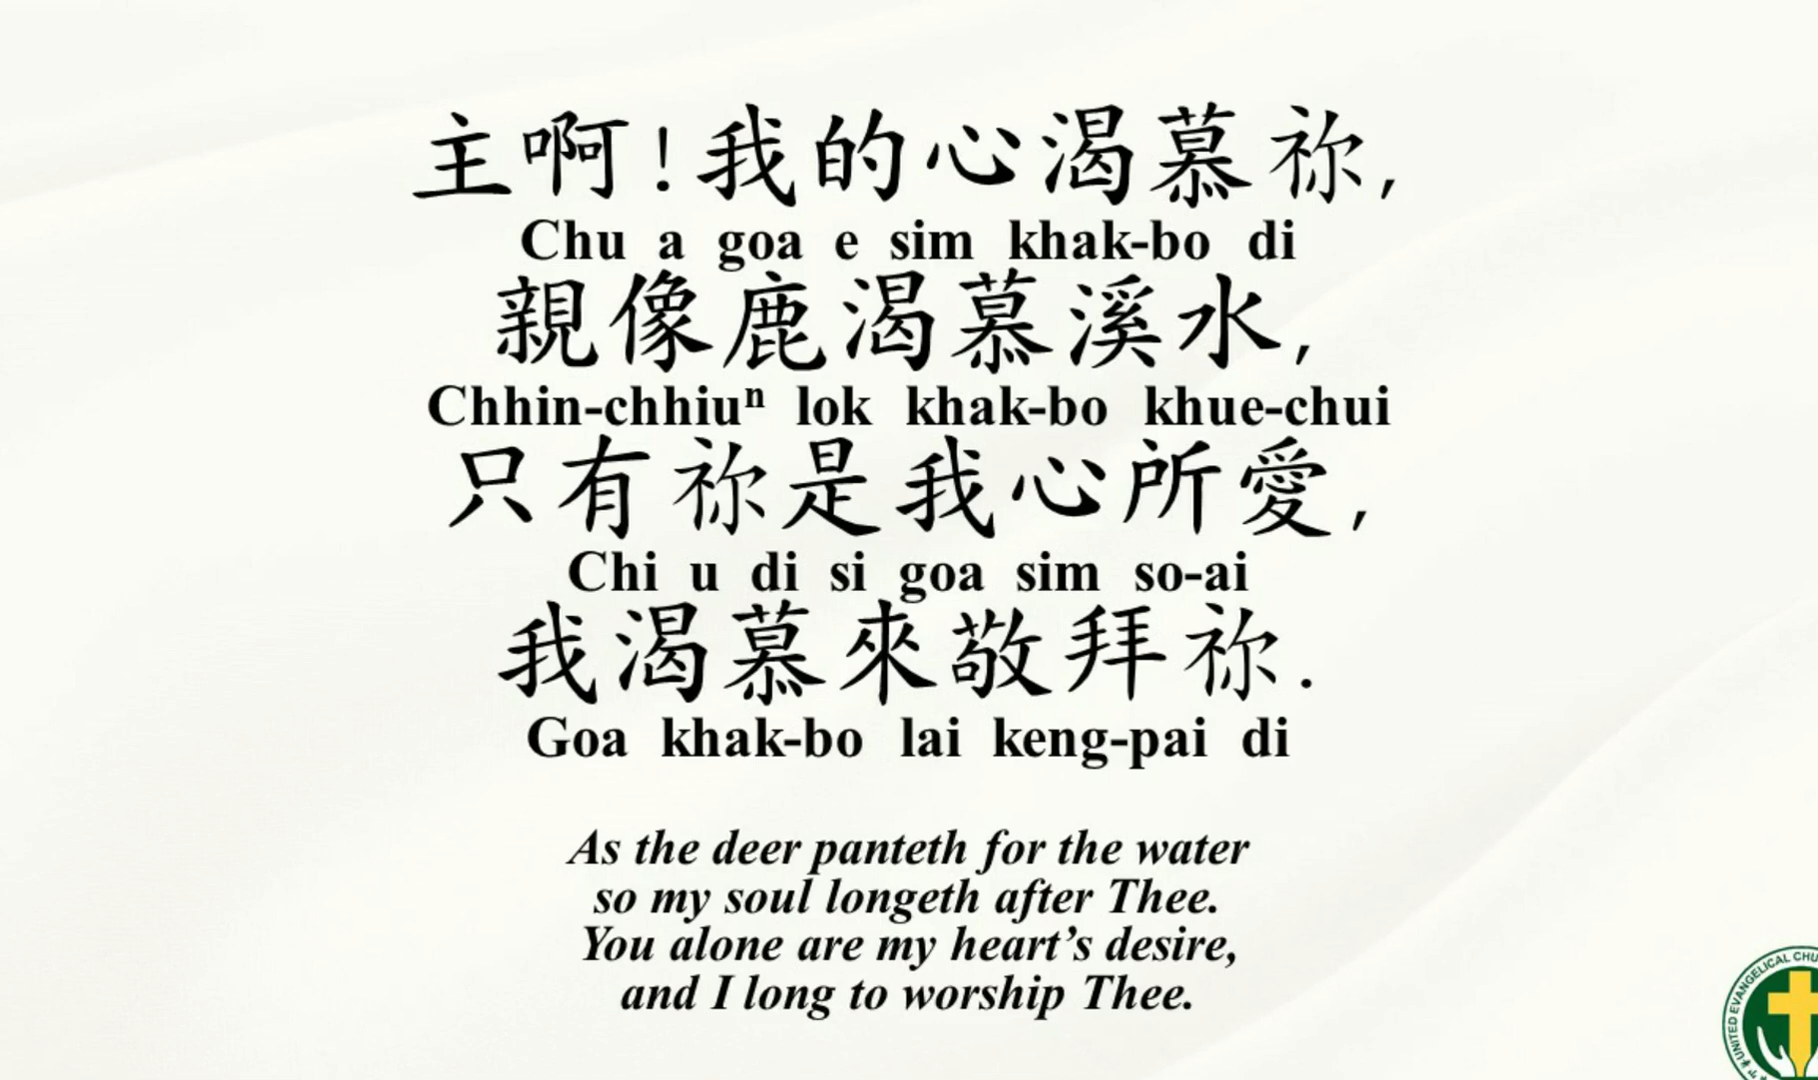 主啊!我的心渴慕祢,
Chu a goa e sim khak-bo di
親像鹿渴慕溪水,
Chhin-chhiuⁿ lok khak-bo khue-chui
只有祢是我心所愛,
Chi u di si goa sim so-ai
我渴慕來敬拜祢.
Goa khak-bo lai keng-pai di
As the deer panteth for the water
so my soul longeth after Thee.
You alone are my heart’s desire,
and I long to worship Thee.
UNITED EVANGELICAL